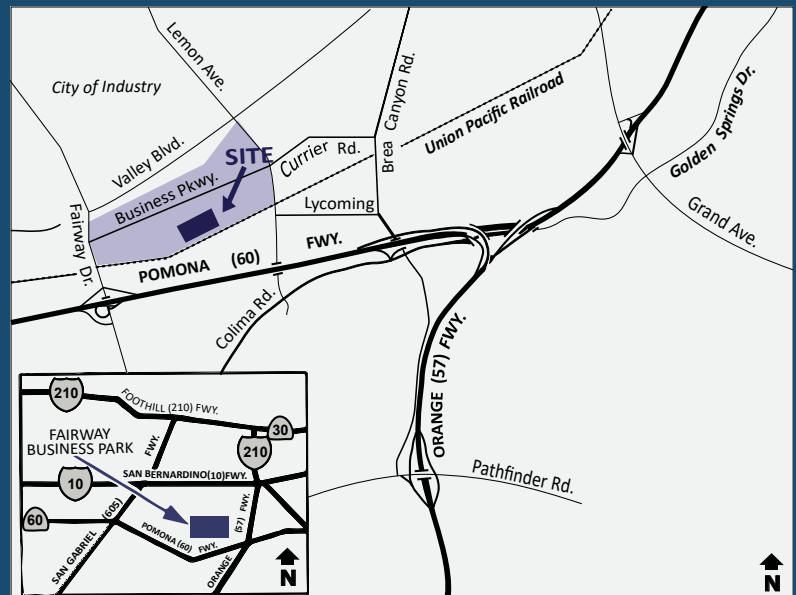 Lemon Ave.
City of Industry
Brea Canyon Rd.
Union Pacific Railroad
Golden Springs Dr.
Valley Blvd.
SITE
Currier Rd.
Business Pkwy.
Lycoming
Grand Ave.
Fairway Dr.
POMONA (60) FWY.
Colima Rd.
ORANGE (57) FWY.
Pathfinder Rd.
N
210
FOOTHILL (210) FWY.
30
FAIRWAY
BUSINESS PARK
FWY.
210
SAN BERNARDINO(10)FWY.
10
60
(605)
SAN GABRIEL
POMONA (60) FWY.
(57) FWY.
ORANGE
N